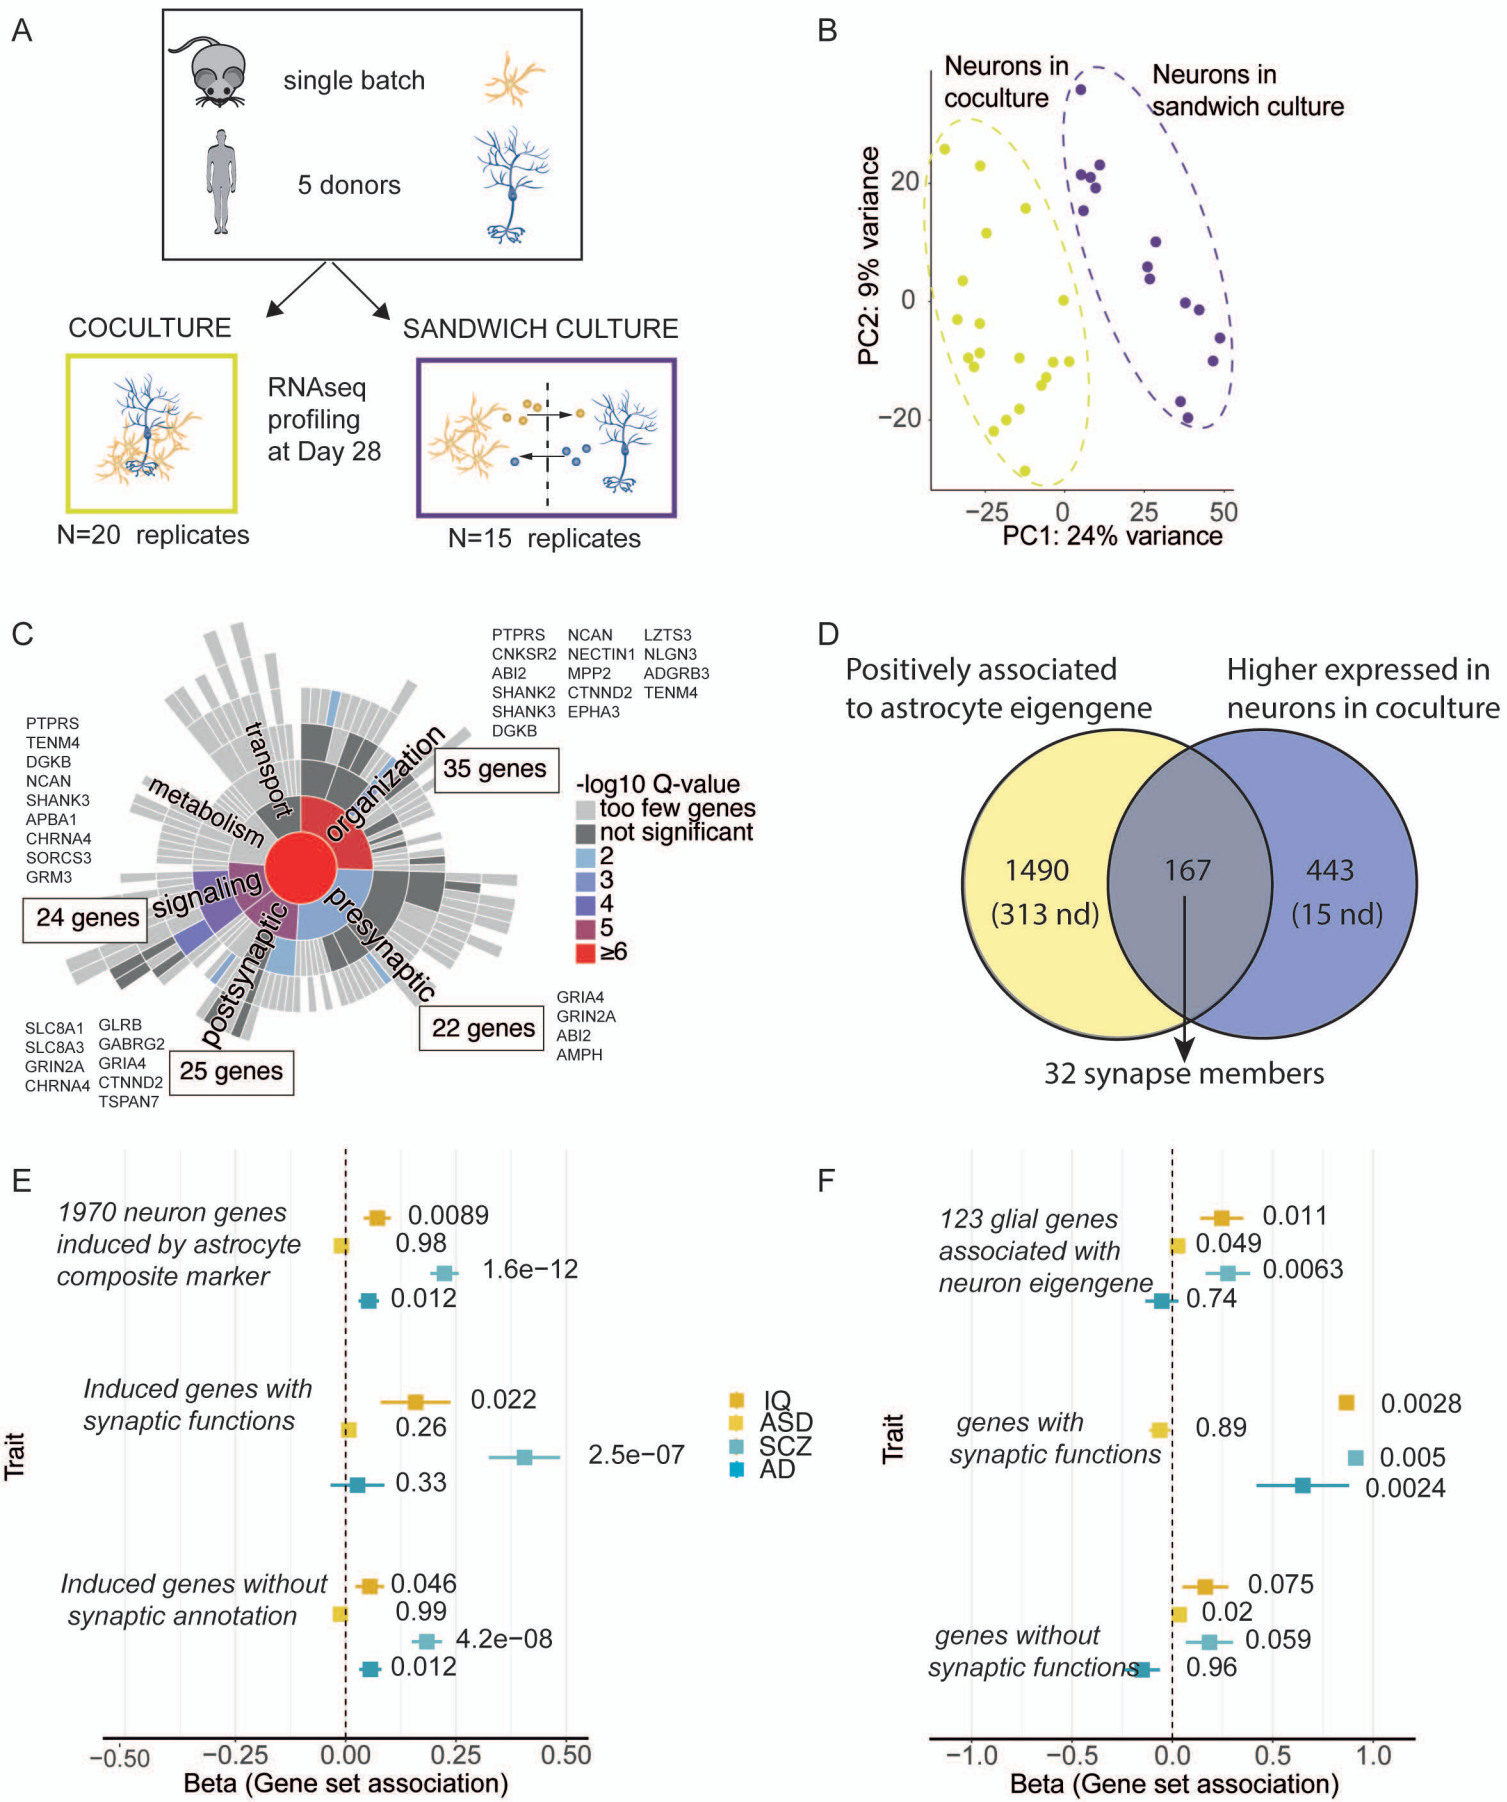 A
single batch
5 donors
COCULTURE
SANDWICH CULTURE
RNAseq
profiling
at Day 28
N=20 replicates
N=15 replicates
B
Neurons in
coculture
Neurons in
sandwich culture
PC2: 9% variance
20
0
−20
−25
0
25
50
PC1: 24% variance
C
PTPRS NCAN LZTS3
CNKSR2 NECTIN1 NLGN3
ABI2 MPP2 ADGRB3
SHANK2 CTNND2 TENM4
SHANK3 EPHA3
DGKB
35 genes
PTPRS
TENM4
DGKB
NCAN
SHANK3
APBA1
CHRNA4
SORCS3
GRM3
24 genes
transport
organization
metabolism
signaling
postsynaptic
presynaptic
-log10 Q-value
too few genes
not significant
2
3
4
5
≥6
22 genes
GRIA4
GRIN2A
ABI2
AMPH
SLC8A1 GLRB
SLC8A3 GABRG2
GRIN2A GRIA4
CHRNA4 CTNND2
TSPAN7
25 genes
D
Positively associated
to astrocyte eigengene
Higher expressed in
neurons in coculture
1490
(313 nd)
167
443
(15 nd)
32 synapse members
E
1970 neuron genes
induced by astrocyte
composite marker
0.0089
0.98
1.6e−12
0.012
Induced genes with
synaptic functions
0.022
0.26
2.5e−07
0.33
Induced genes without
synaptic annotation
0.046
0.99
4.2e−08
0.012
Trait
−0.50
−0.25
0.00
0.25
0.50
Beta (Gene set association)
IQ
ASD
SCZ
AD
F
123 glial genes
associated with
neuron eigengene
0.011
0.049
0.0063
0.74
genes with
synaptic functions
0.0028
0.89
0.005
0.0024
genes without
synaptic functions
0.075
0.02
0.059
0.96
Trait
−1.0
−0.5
0.0
0.5
1.0
Beta (Gene set association)